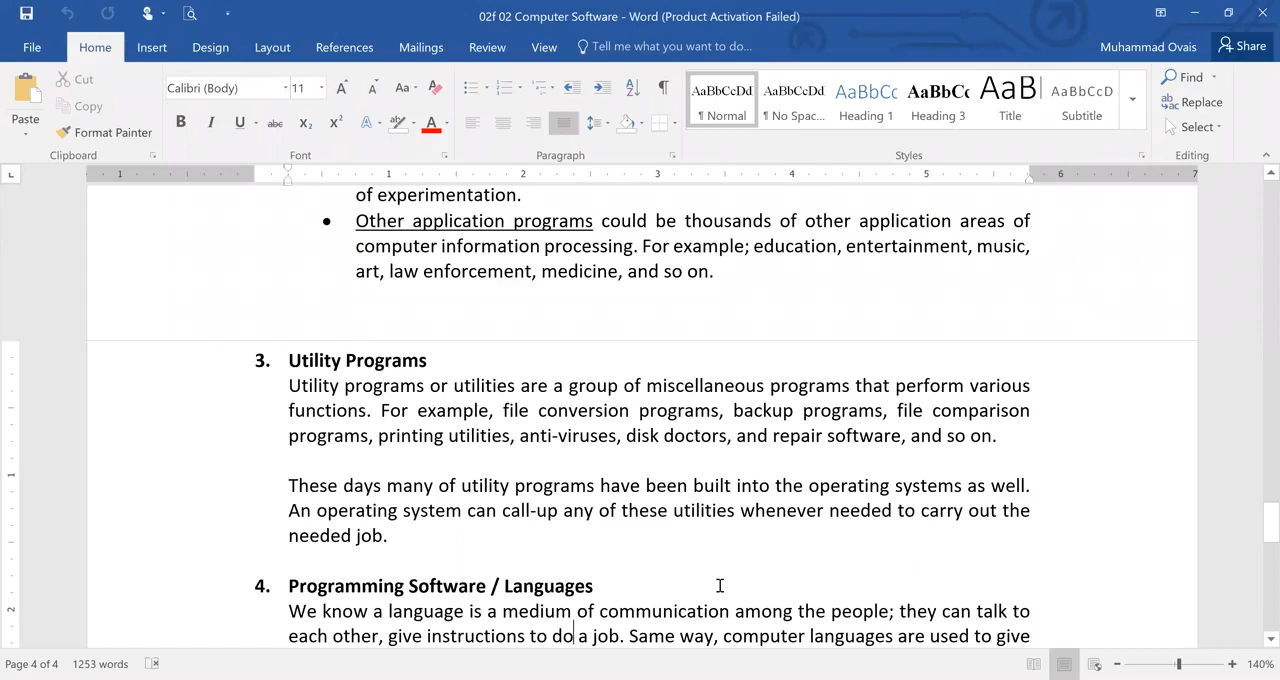 02f 02 Computer Software - Word (Product Activation Failed)
File Home Insert Design Layout References Mailings Review View Tell me what you want to do... Muhammad Ovais Share
Paste Cut Copy Format Painter
Clipboard
Calibri (Body) 11
Font
Paragraph
AaBbCcDd AaBbCcDd AaBbCc AaBbCc AaB AaBbCcD
¶ Normal ¶ No Spac... Heading 1 Heading 3 Title Subtitle
Styles
Find
Replace
Select
Editing
1 1 2 3 4 5 6 7
of experimentation.
• Other application programs could be thousands of other application areas of
computer information processing. For example; education, entertainment, music,
art, law enforcement, medicine, and so on.
3. Utility Programs
Utility programs or utilities are a group of miscellaneous programs that perform various
functions. For example, file conversion programs, backup programs, file comparison
programs, printing utilities, anti-viruses, disk doctors, and repair software, and so on.
These days many of utility programs have been built into the operating systems as well.
An operating system can call-up any of these utilities whenever needed to carry out the
needed job.
4. Programming Software / Languages
We know a language is a medium of communication among the people; they can talk to
each other, give instructions to do a job. Same way, computer languages are used to give
Page 4 of 4 1253 words 140%